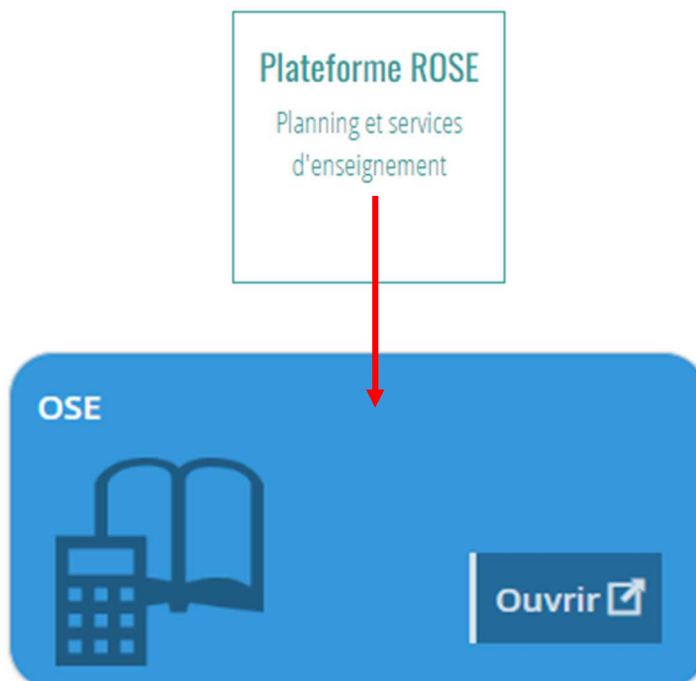 Plateforme ROSE
Planning et services
d'enseignement
OSE
Ouvrir